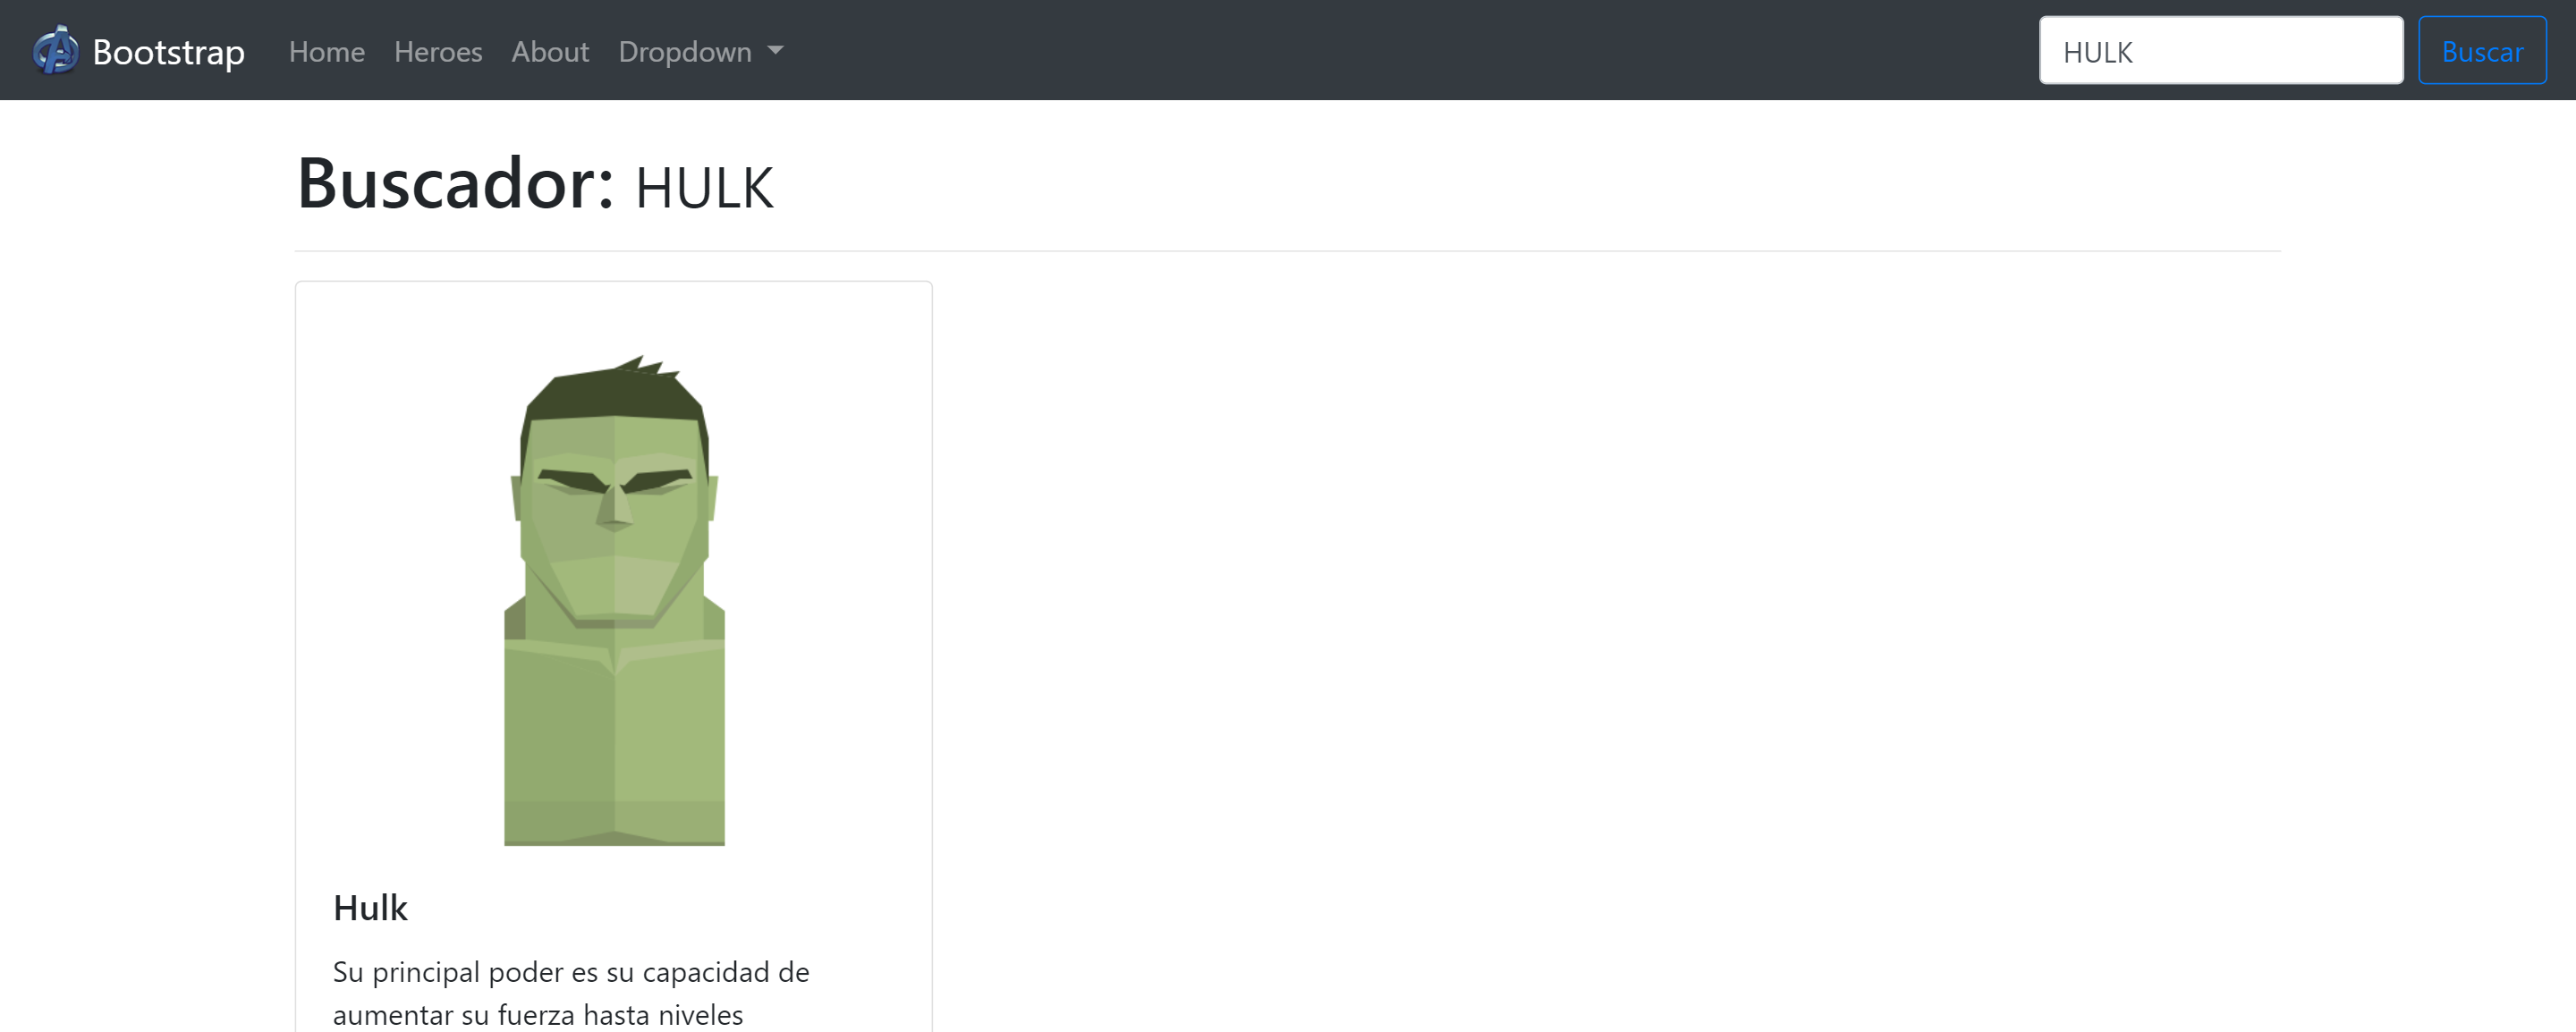 Bootstrap Home Heroes About Dropdown HULK Buscar
Buscador: HULK
Hulk
Su principal poder es su capacidad de
aumentar su fuerza hasta niveles